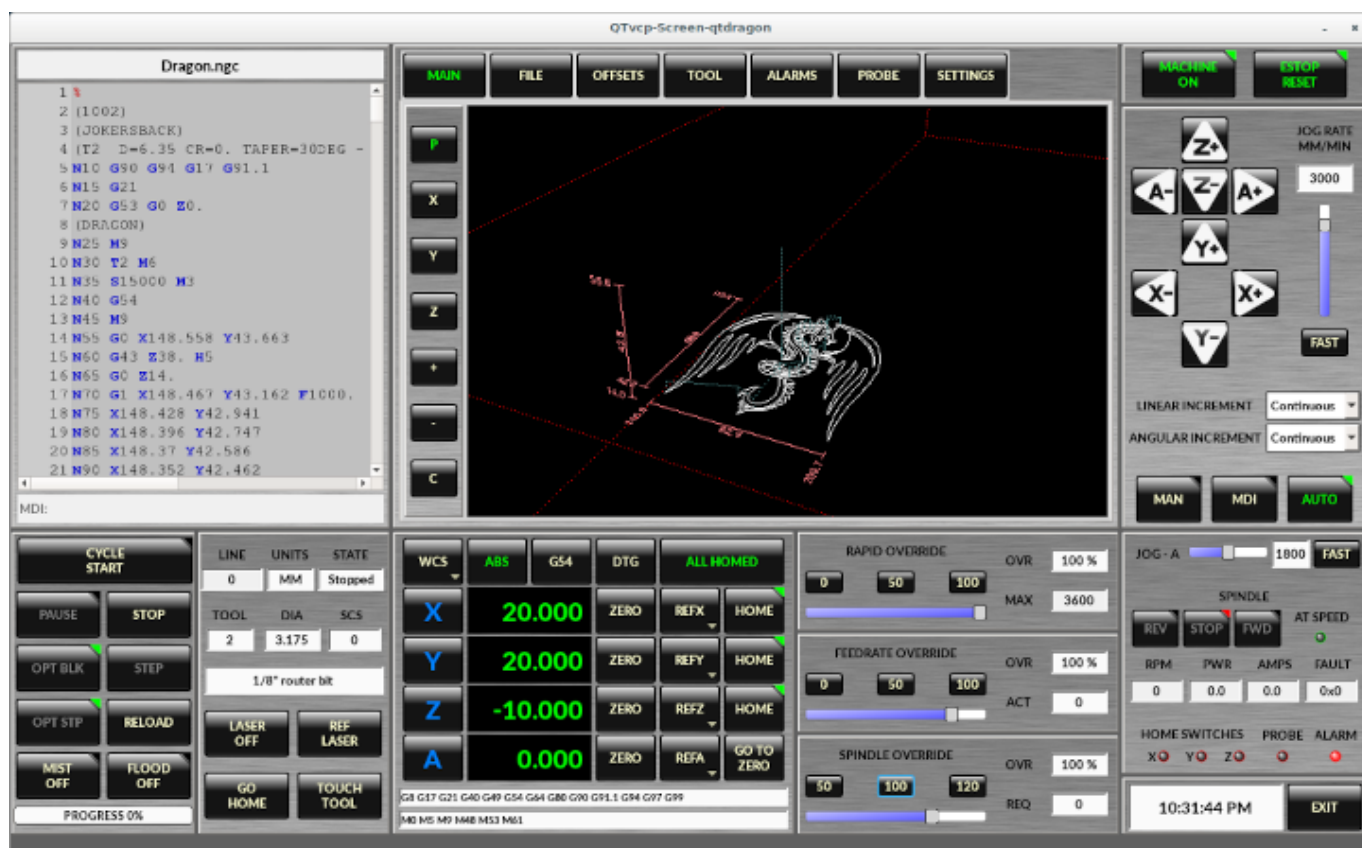 QTvcp-Screen-qtdragon
Dragon.ngc
1 %
2 (1002)
3 (JOKERSBACK)
4 (T2 D=6.35 CR=0. TAPER=30DEG -
5 N10 G90 G94 G17 G91.1
6 N15 G21
7 N20 G53 G0 Z0.
8 (DRAGON)
9 N25 M9
10 N30 T2 M6
11 N35 S15000 M3
12 N40 G54
13 N45 M9
14 N55 G0 X148.558 Y43.663
15 N60 G43 Z38. H5
16 N65 G0 Z14.
17 N70 G1 X148.467 Y43.162 F1000.
18 N75 X148.428 Y42.941
19 N80 X148.396 Y42.747
20 N85 X148.37 Y42.586
21 N90 X148.352 Y42.462
MDI:
MAIN FILE OFFSETS TOOL ALARMS PROBE SETTINGS
P
X
Y
Z
+
-
C
MACHINE ON
ESTOP RESET
JOG RATE
MM/MIN
3000
Z+
A- Z- A+
Y+
X- X+
Y-
FAST
LINEAR INCREMENT Continuous
ANGULAR INCREMENT Continuous
MAN MDI AUTO
CYCLE
START
PAUSE STOP
OPT BLK STEP
OPT STP RELOAD
MIST
OFF
FLOOD
OFF
PROGRESS 0%
LINE UNITS STATE
0 MM Stopped
TOOL DIA SCS
2 3.175 0
1/8" router bit
LASER
OFF
REF
LASER
GO
HOME
TOUCH
TOOL
WCS ABS G54 DTG ALL HOMED
X 20.000 ZERO REFX HOME
Y 20.000 ZERO REFY HOME
Z -10.000 ZERO REFZ HOME
A 0.000 ZERO REFA GO TO ZERO
G8 G17 G21 G40 G49 G54 G64 G80 G90 G91.1 G94 G97 G99
M0 M5 M9 M48 M53 M61
RAPID OVERRIDE OVR 100 %
0 50 100
MAX 3600
FEEDRATE OVERRIDE OVR 100 %
0 50 100
ACT 0
SPINDLE OVERRIDE OVR 100 %
50 100 120
REQ 0
JOG - A 1800 FAST
SPINDLE
REV STOP FWD AT SPEED
RPM PWR AMPS FAULT
0 0.0 0.0 0x0
HOME SWITCHES PROBE ALARM
X Y Z
10:31:44 PM EXIT